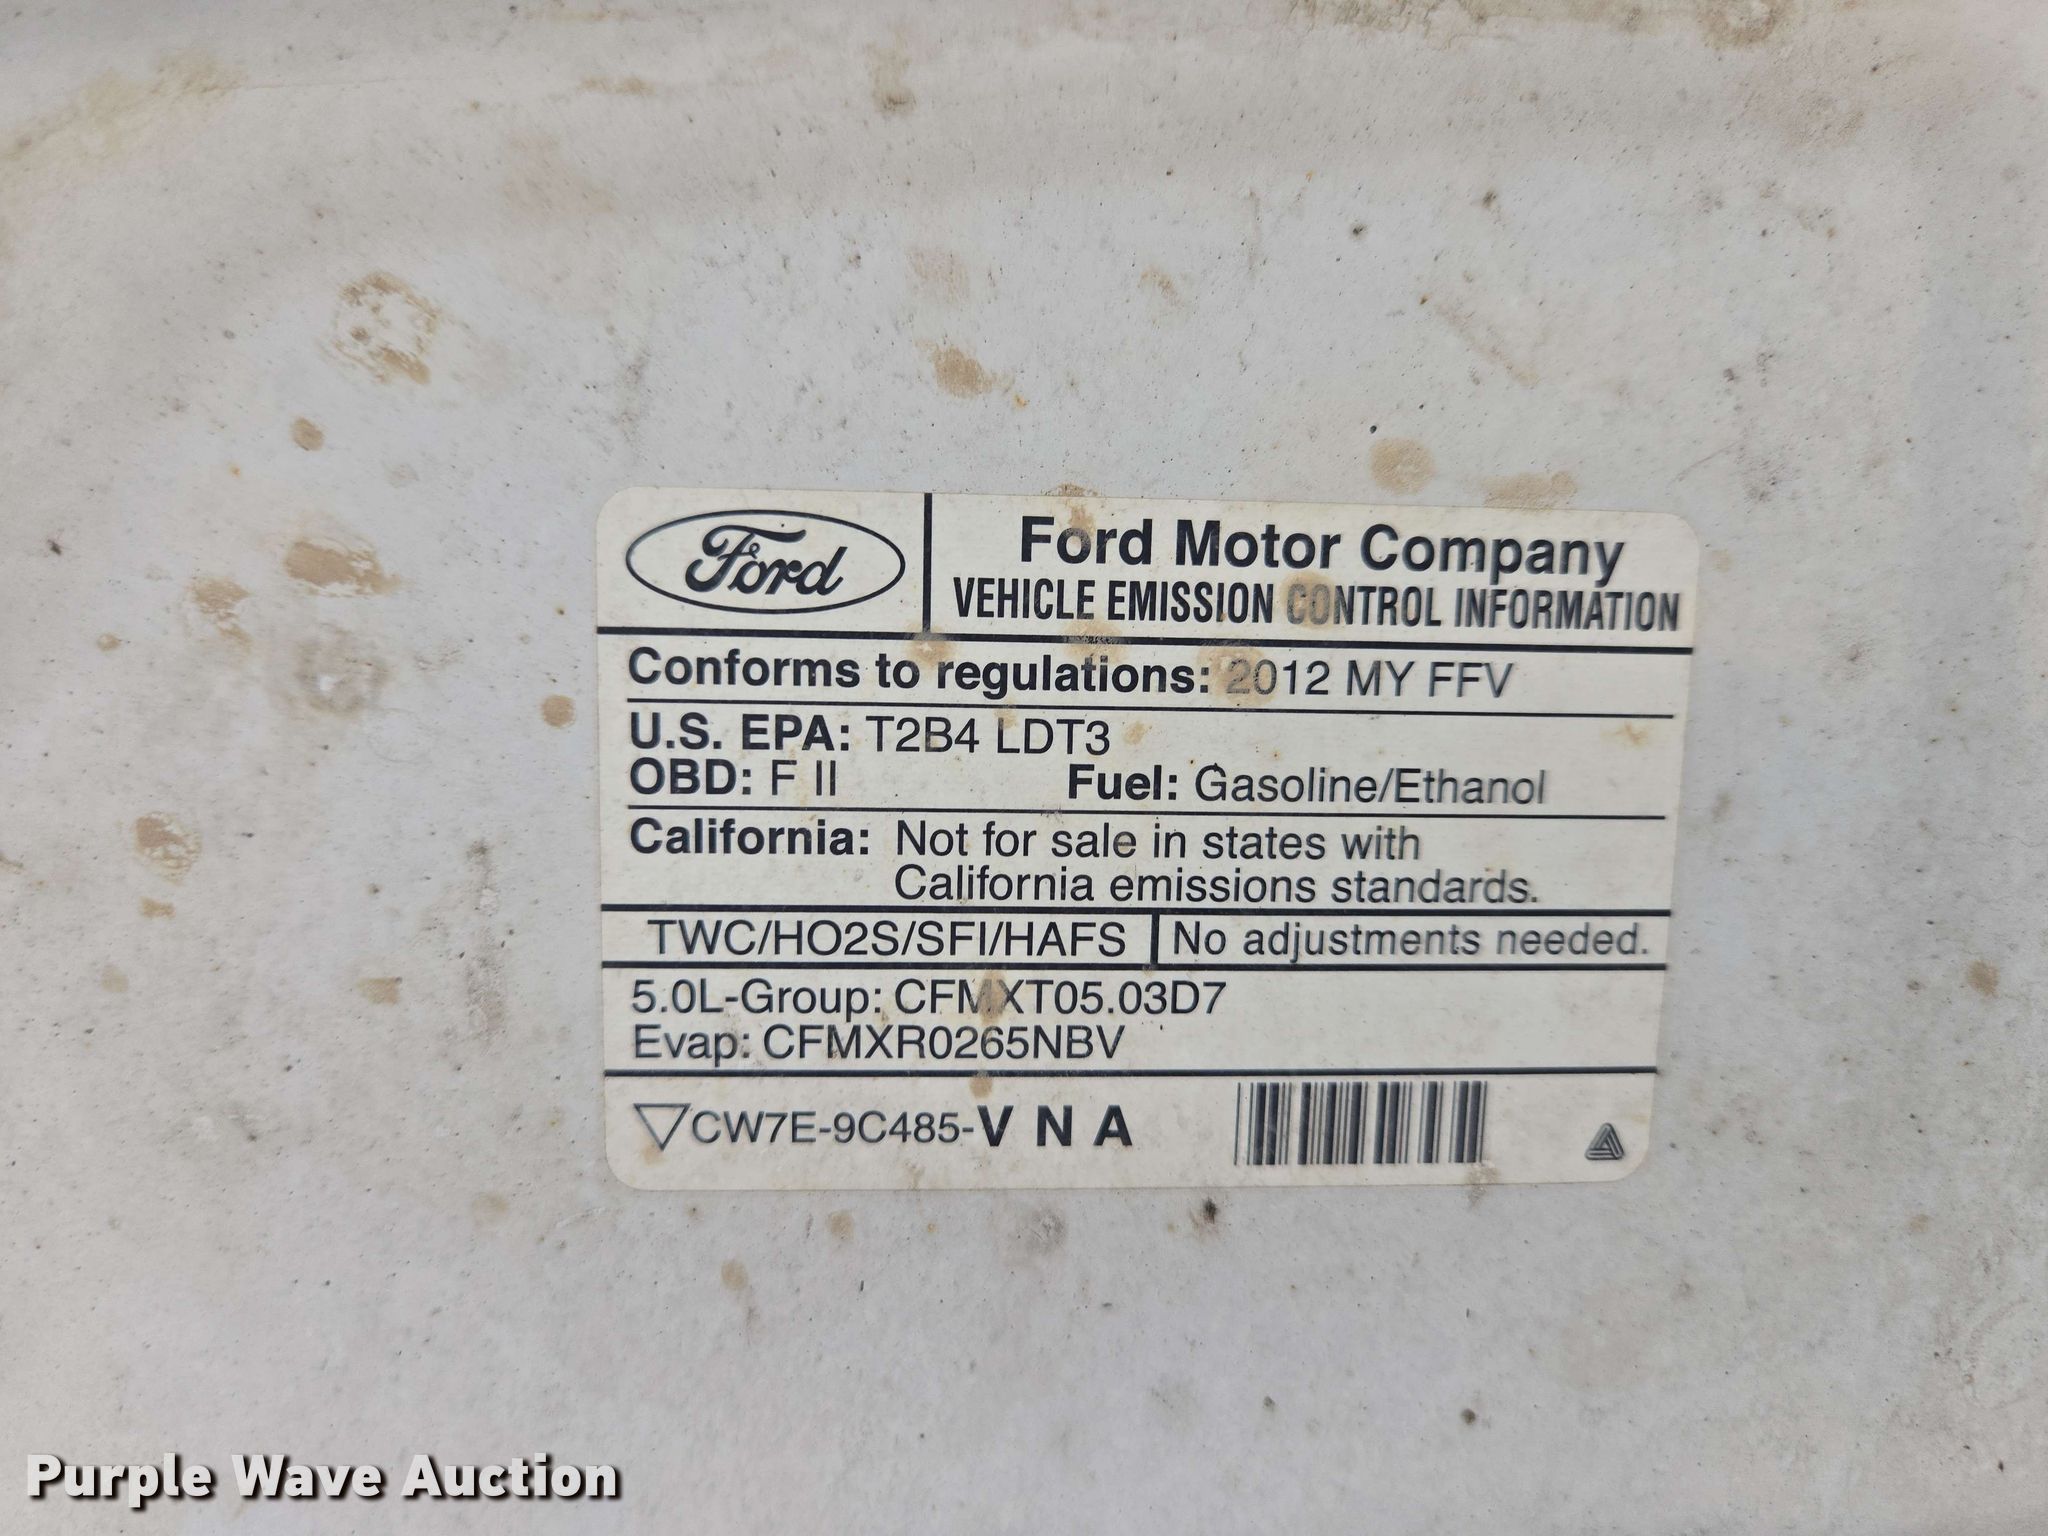 Ford
Ford Motor Company
VEHICLE EMISSION CONTROL INFORMATION
Conforms to regulations: 2012 MY FFV
U.S. EPA: T2B4 LDT3
OBD: F II Fuel: Gasoline/Ethanol
California: Not for sale in states with
California emissions standards.
TWC/HO2S/SFI/HAFS No adjustments needed.
5.0L-Group: CFMXT05.03D7
Evap: CFMXR0265NBV
CW7E-9C485-V N A
Purple Wave Auction